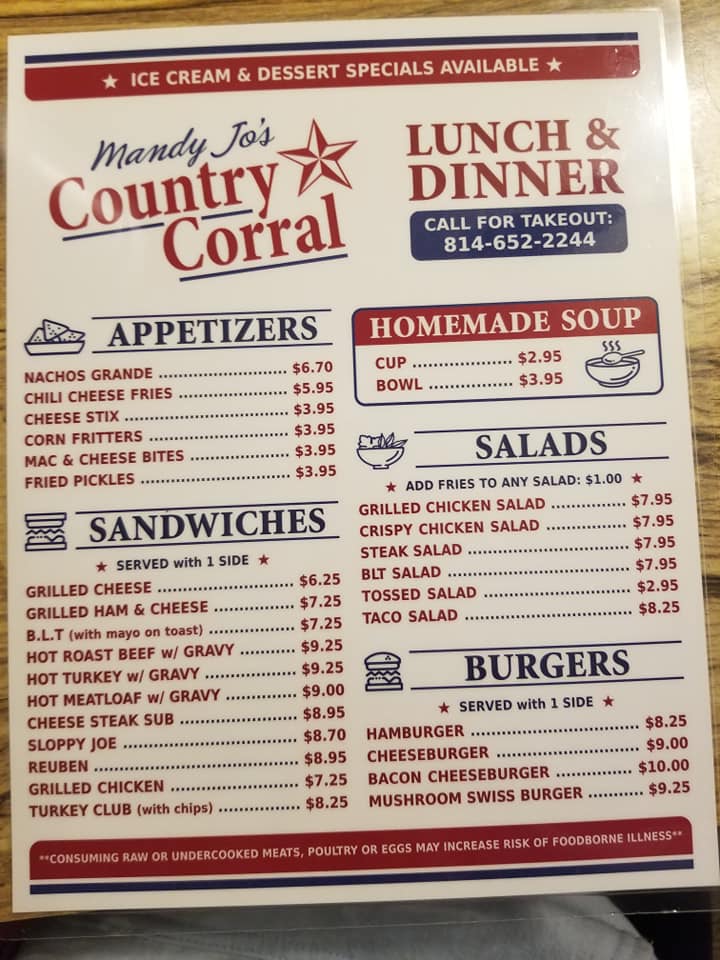 ★ ICE CREAM & DESSERT SPECIALS AVAILABLE ★
Mandy Jo's
Country
Corral
LUNCH &
DINNER
CALL FOR TAKEOUT:
814-652-2244
APPETIZERS
NACHOS GRANDE ........................ $6.70
CHILI CHEESE FRIES ........................ $5.95
CHEESE STIX ........................ $3.95
CORN FRITTERS ........................ $3.95
MAC & CHEESE BITES ........................ $3.95
FRIED PICKLES ........................ $3.95
SANDWICHES
★ SERVED with 1 SIDE ★
GRILLED CHEESE ........................ $6.25
GRILLED HAM & CHEESE ........................ $7.25
B.L.T (with mayo on toast) ........................ $7.25
HOT ROAST BEEF w/ GRAVY ........................ $9.25
HOT TURKEY w/ GRAVY ........................ $9.25
HOT MEATLOAF w/ GRAVY ........................ $9.00
CHEESE STEAK SUB ........................ $8.95
SLOPPY JOE ........................ $8.70
REUBEN ........................ $8.95
GRILLED CHICKEN ........................ $7.25
TURKEY CLUB (with chips) ........................ $8.25
HOMEMADE SOUP
CUP ........................ $2.95
BOWL ........................ $3.95
SALADS
★ ADD FRIES TO ANY SALAD: $1.00 ★
GRILLED CHICKEN SALAD ........................ $7.95
CRISPY CHICKEN SALAD ........................ $7.95
STEAK SALAD ........................ $7.95
BLT SALAD ........................ $7.95
TOSSED SALAD ........................ $2.95
TACO SALAD ........................ $8.25
BURGERS
★ SERVED with 1 SIDE ★
HAMBURGER ........................ $8.25
CHEESEBURGER ........................ $9.00
BACON CHEESEBURGER ........................ $10.00
MUSHROOM SWISS BURGER ........................ $9.25
**CONSUMING RAW OR UNDERCOOKED MEATS, POULTRY OR EGGS MAY INCREASE RISK OF FOODBORNE ILLNESS**